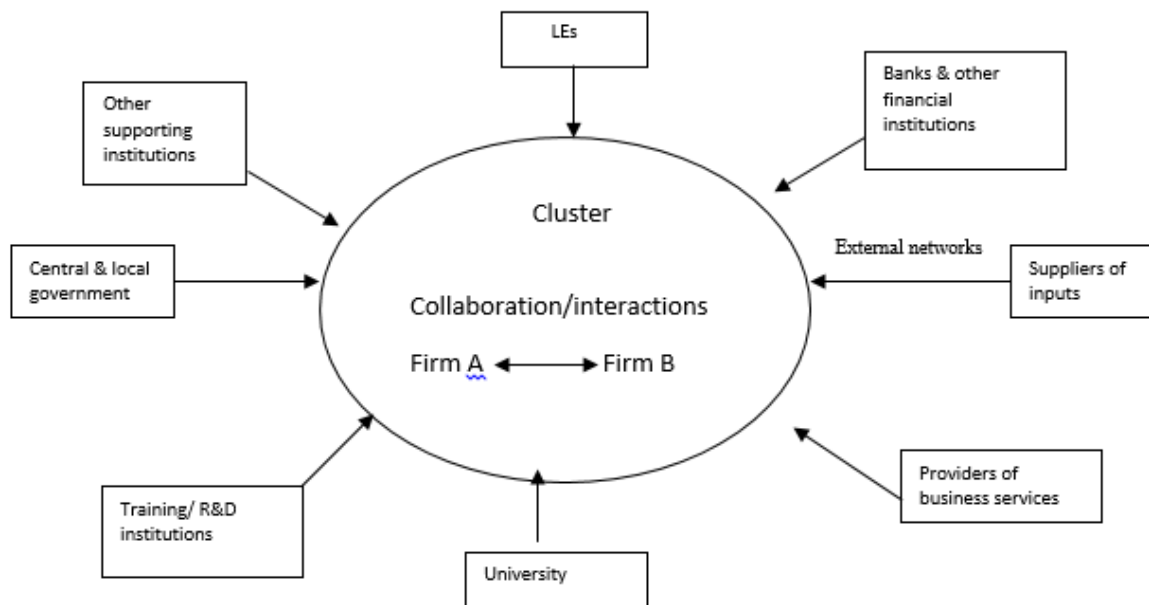 LEs
Banks & other
financial
institutions
Other
supporting
institutions
Cluster
External networks
Central & local
government
Suppliers of
inputs
Collaboration/interactions
Firm A
Firm B
Providers of
business services
Training/ R&D
institutions
University